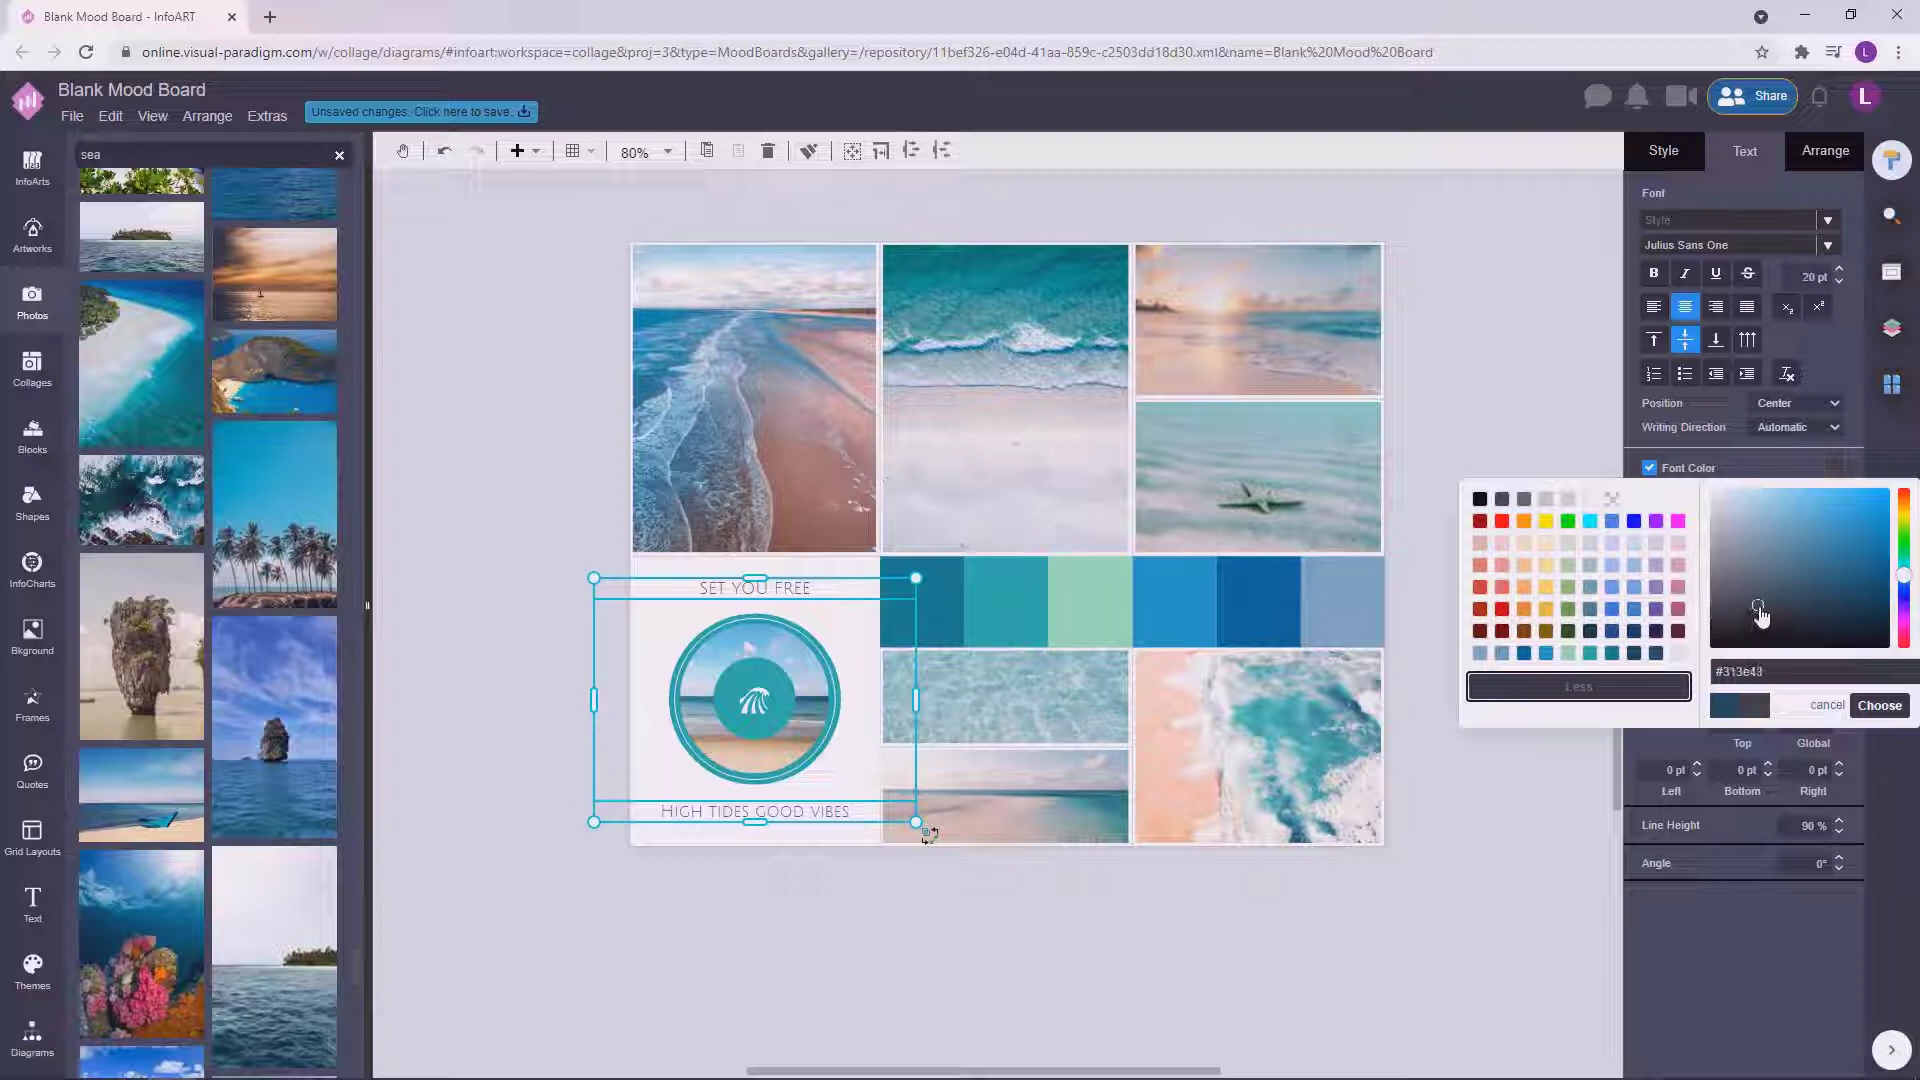 Blank Mood Board - InfoART
online.visual-paradigm.com/w/collage/diagrams/#infoart:workspace=collage&proj=3&type=MoodBoards&gallery=/repository/11bef326-e04d-41aa-859c-c2503dd18d30.xml&name=Blank%20Mood%20Board
L
Blank Mood Board
File Edit View Arrange Extras
Unsaved changes. Click here to save.
Share
L
sea
80%
Style Text Arrange
InfoArts
Artworks
Photos
Collages
Blocks
Shapes
InfoCharts
Bkground
Frames
Quotes
Grid Layouts
Text
Themes
Diagrams
SET YOU FREE
HIGH TIDES GOOD VIBES
Font
Style
Julius Sans One
B I U S 20 pt
Position Center
Writing Direction Automatic
Font Color
Less
cancel Choose
Top Global
0 pt 0 pt 0 pt
Left Bottom Right
Line Height 90 %
Angle 0°